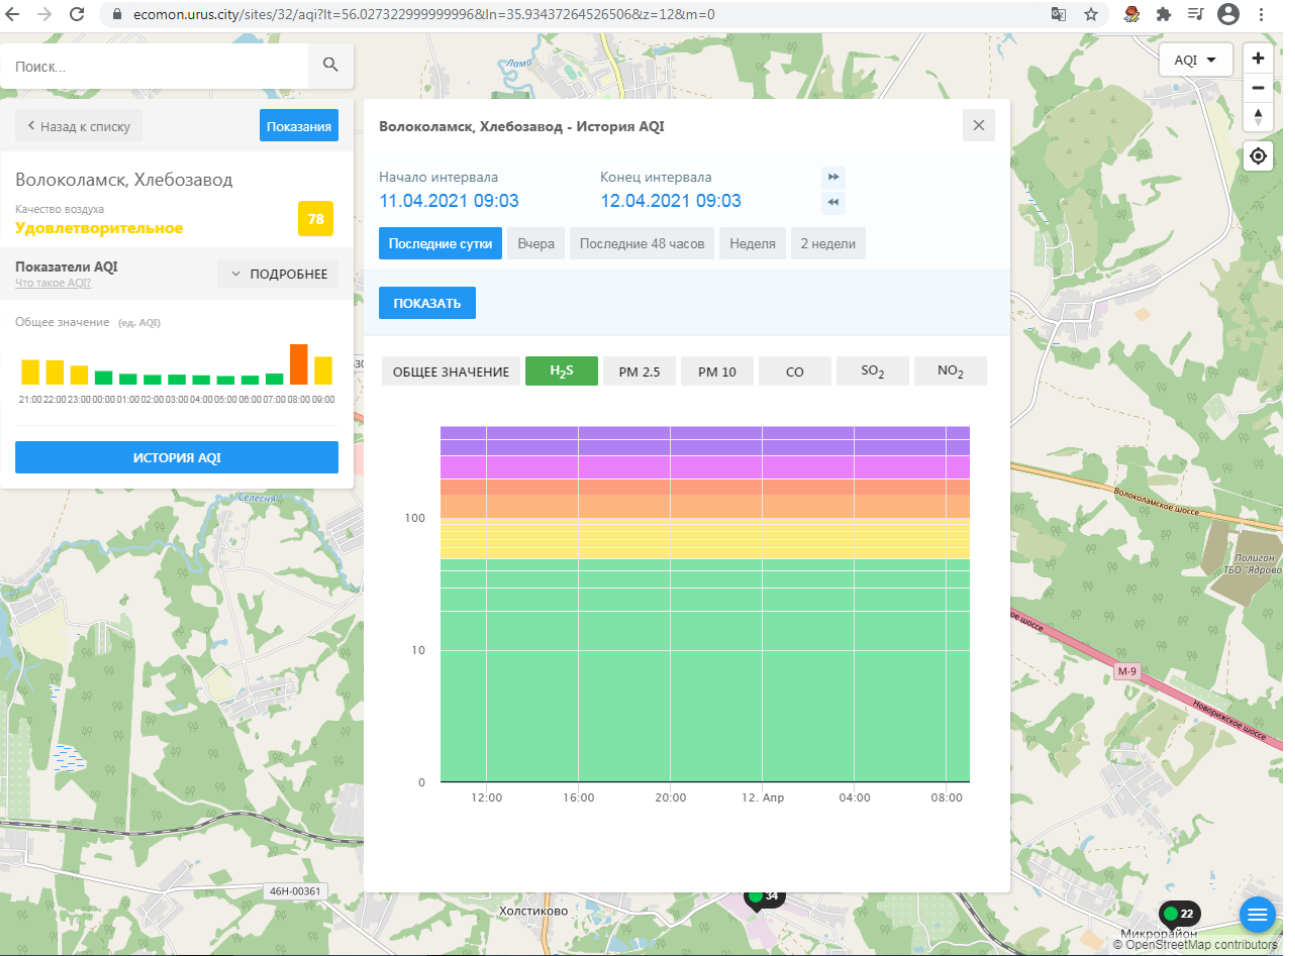 ecomon.urus.city/sites/32/aqi?lt=56.027322999999996&ln=35.93437264526506&z=12&m=0
Поиск...
AQI
Лама
Назад к списку
Показания
Волоколамск, Хлебозавод
Качество воздуха
Удовлетворительное
78
Показатели AQI
Что такое AQI?
ПОДРОБНЕЕ
Общее значение (ед. AQI)
21:00 22:00 23:00 00:00 01:00 02:00 03:00 04:00 05:00 06:00 07:00 08:00 09:00
ИСТОРИЯ AQI
Волоколамск, Хлебозавод - История AQI
Начало интервала
11.04.2021 09:03
Конец интервала
12.04.2021 09:03
Последние сутки
Вчера
Последние 48 часов
Неделя
2 недели
ПОКАЗАТЬ
ОБЩЕЕ ЗНАЧЕНИЕ
H2S
PM 2.5
PM 10
CO
SO2
NO2
100
10
0
12:00 16:00 20:00 12. Апр 04:00 08:00
Селесня
Волоколамское шоссе
Полигон
ТБО "Ядрово
М-9
Новорижское шоссе
46Н-00361
Холстиково
34
22
Микрорайон
© OpenStreetMap contributors